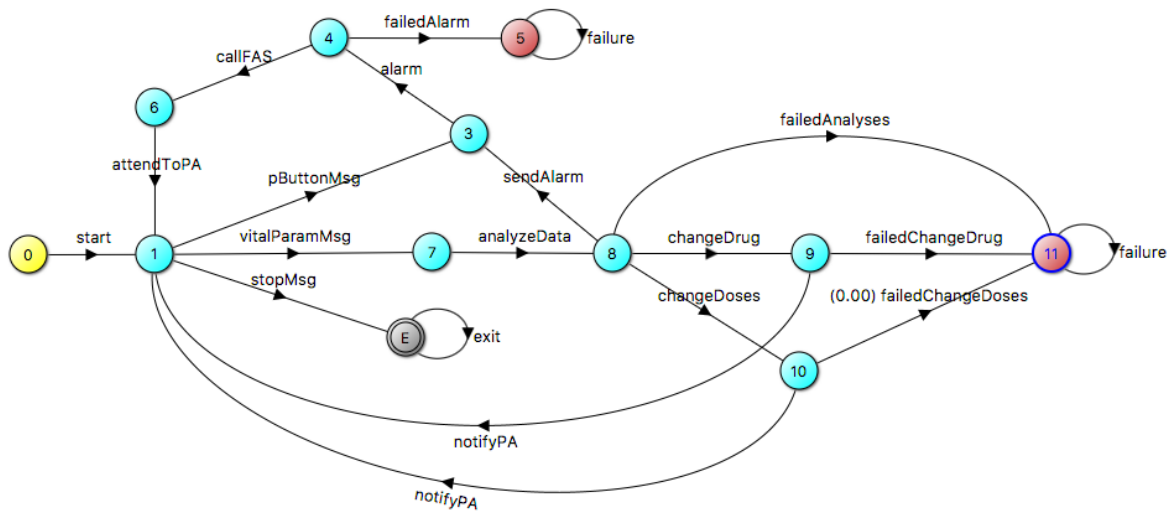 failedAlarm
4
5
failure
callFAS
alarm
6
3
failedAnalyses
attendToPA
pButtonMsg
sendAlarm
0
start
1
vitalParamMsg
7
analyzeData
8
changeDrug
9
failedChangeDrug
11
failure
stopMsg
changeDoses
(0.00) failedChangeDoses
E
exit
10
notifyPA
notifyPA